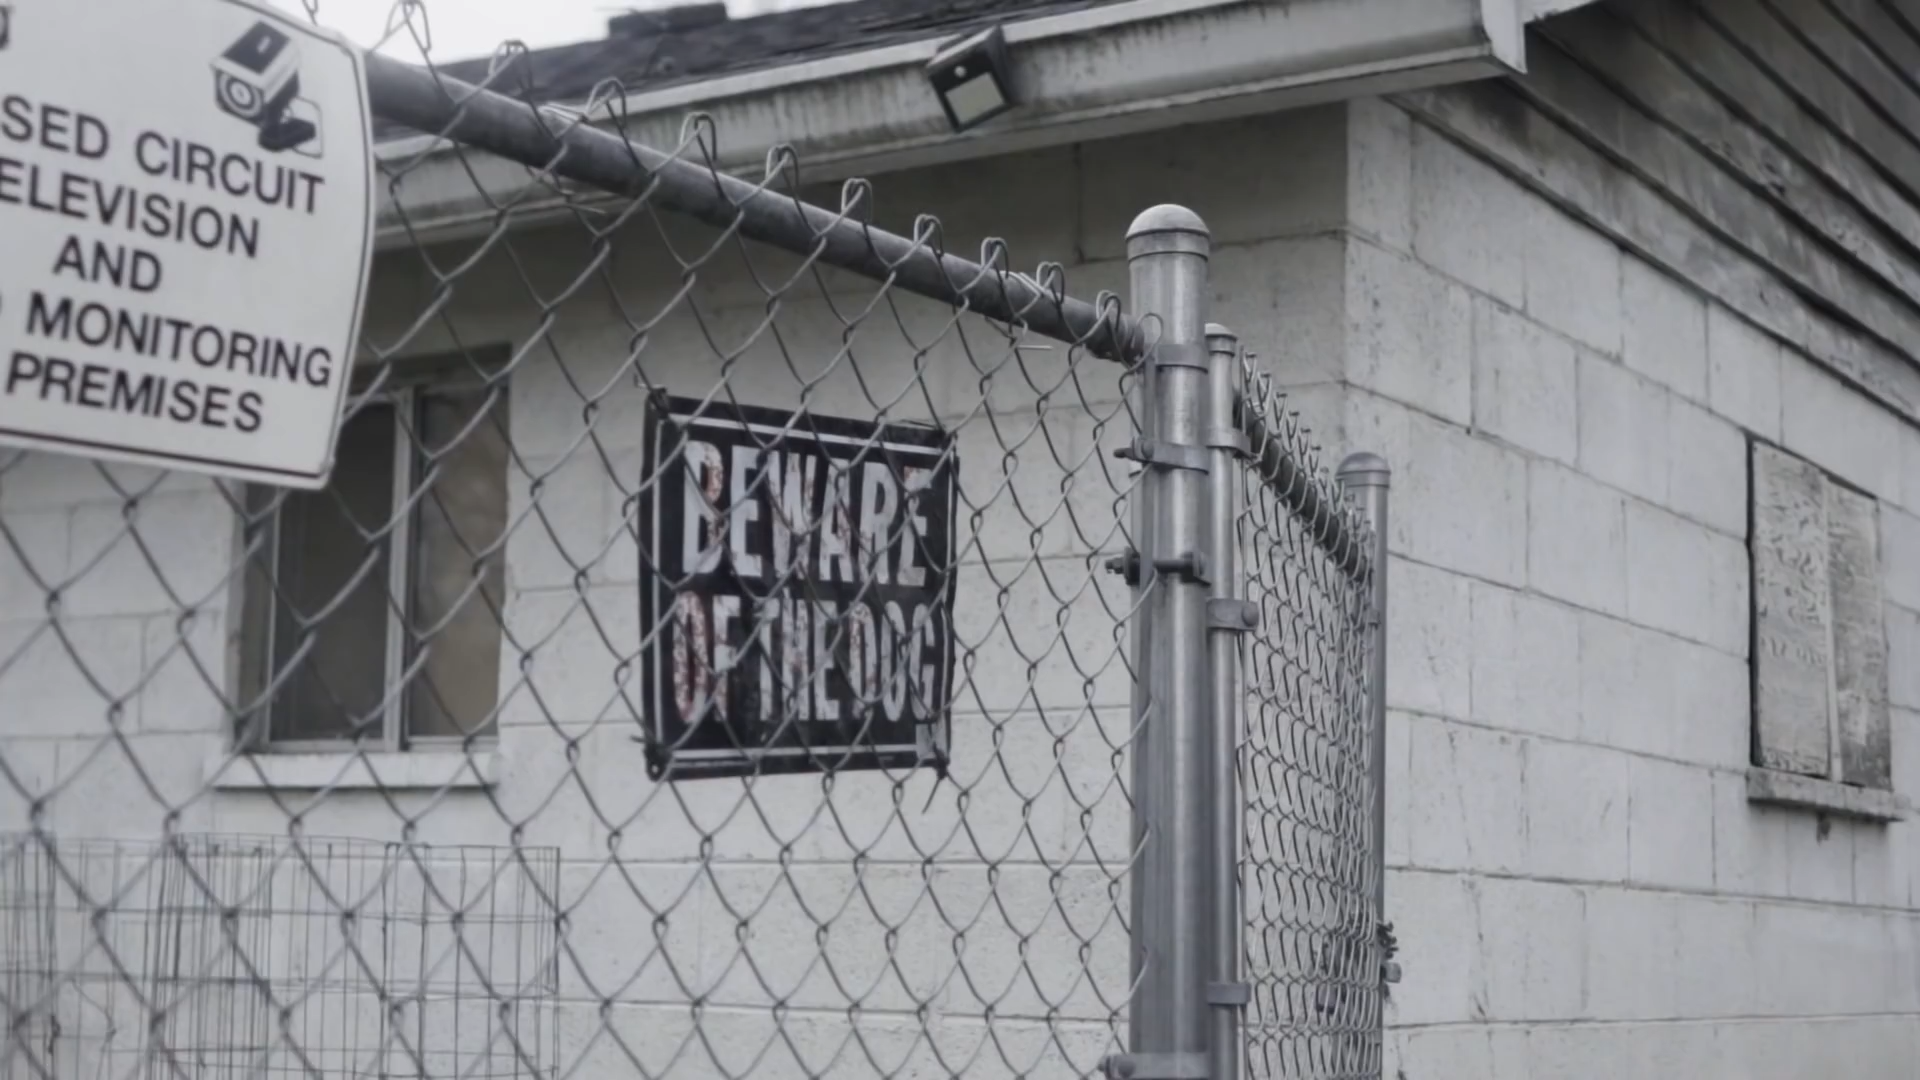 SED CIRCUIT
ELEVISION
AND
MONITORING
PREMISES
BEWARE
OF THE DOG